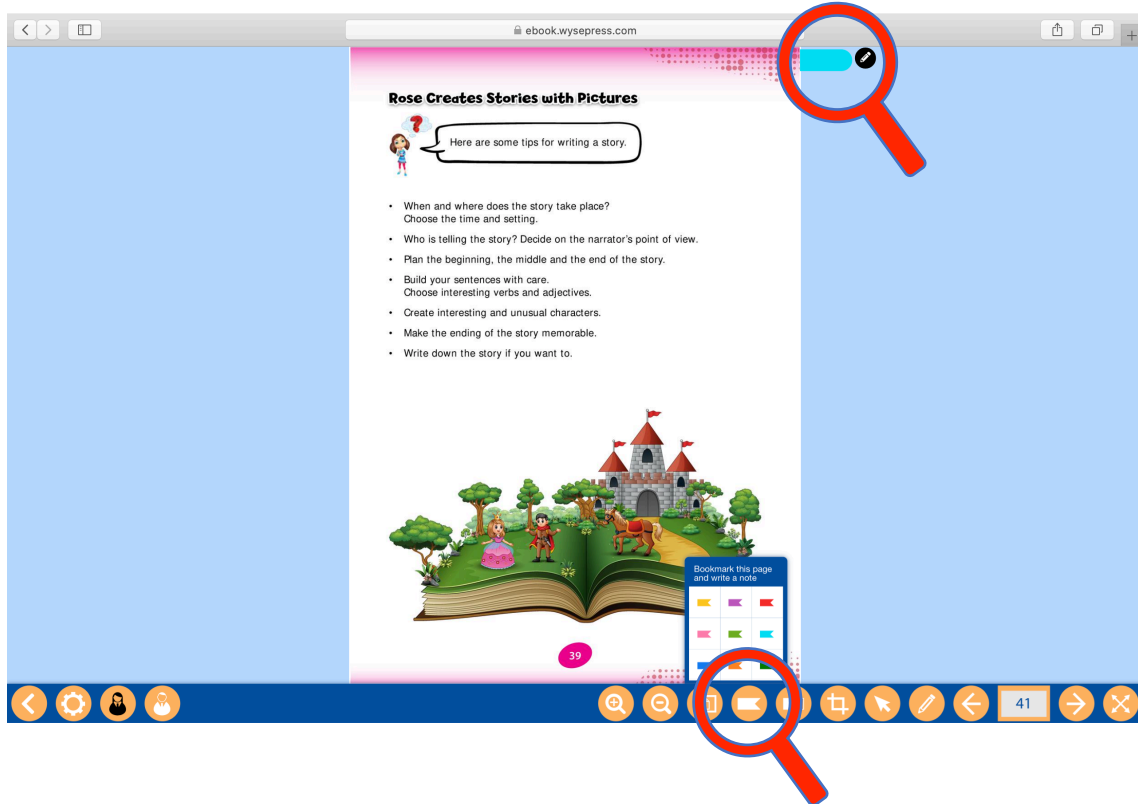 ebook.wysepress.com
Rose Creates Stories with Pictures
?
Here are some tips for writing a story.
• When and where does the story take place?
Choose the time and setting.
• Who is telling the story? Decide on the narrator's point of view.
• Plan the beginning, the middle and the end of the story.
• Build your sentences with care.
Choose interesting verbs and adjectives.
• Create interesting and unusual characters.
• Make the ending of the story memorable.
• Write down the story if you want to.
Bookmark this page
and write a note
39
41